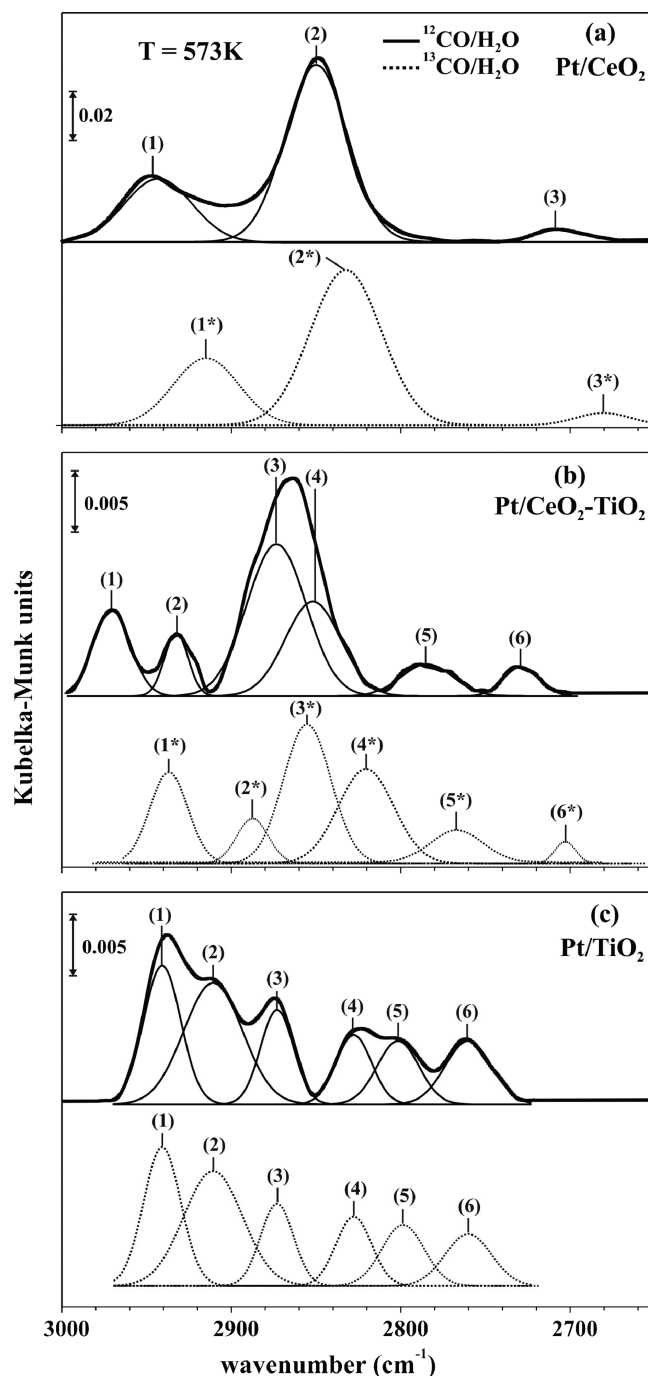 T = 573K
¹²CO/H₂O
¹³CO/H₂O
(a)
Pt/CeO₂
0.02
(1)
(2)
(3)
(1*)
(2*)
(3*)
(b)
Pt/CeO₂-TiO₂
0.005
(1)
(2)
(3)
(4)
(5)
(6)
(1*)
(2*)
(3*)
(4*)
(5*)
(6*)
Kubelka-Munk units
(c)
Pt/TiO₂
0.005
(1)
(2)
(3)
(4)
(5)
(6)
(1)
(2)
(3)
(4)
(5)
(6)
3000 2900 2800 2700
wavenumber (cm⁻¹)